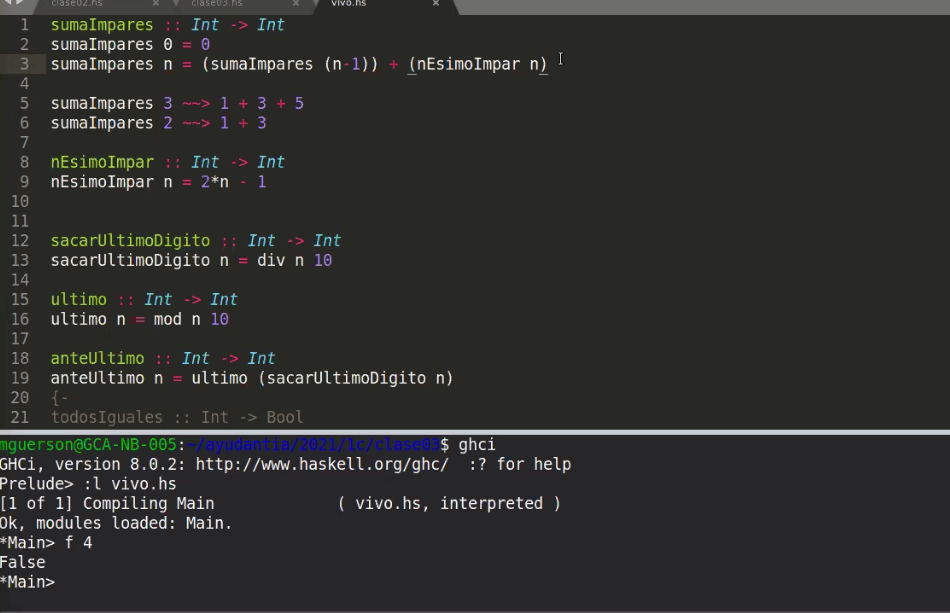 clase02.hs × clase03.hs × vivo.hs ×
1 sumaImpares :: Int -> Int
2 sumaImpares 0 = 0
3 sumaImpares n = (sumaImpares (n-1)) + (nEsimoImpar n)
4
5 sumaImpares 3 ~~> 1 + 3 + 5
6 sumaImpares 2 ~~> 1 + 3
7
8 nEsimoImpar :: Int -> Int
9 nEsimoImpar n = 2*n - 1
10
11
12 sacarUltimoDigito :: Int -> Int
13 sacarUltimoDigito n = div n 10
14
15 ultimo :: Int -> Int
16 ultimo n = mod n 10
17
18 anteUltimo :: Int -> Int
19 anteUltimo n = ultimo (sacarUltimoDigito n)
20 {-
21 todosIguales :: Int -> Bool
mguerson@GCA-NB-005:~/ayudantia/2021/1c/clase03$ ghci
GHCi, version 8.0.2: http://www.haskell.org/ghc/  :? for help
Prelude> :l vivo.hs
[1 of 1] Compiling Main             ( vivo.hs, interpreted )
Ok, modules loaded: Main.
*Main> f 4
False
*Main>